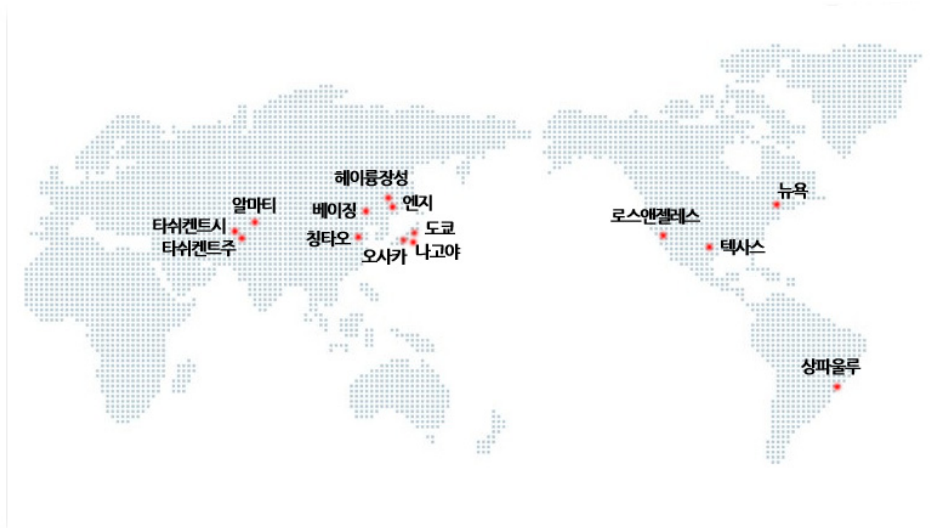 헤이룽장성
뉴욕
알마티
베이징
엔지
로스앤젤레스
타쉬켄트시
도쿄
칭타오
타쉬켄트주
오사카
나고야
텍사스
상파울루